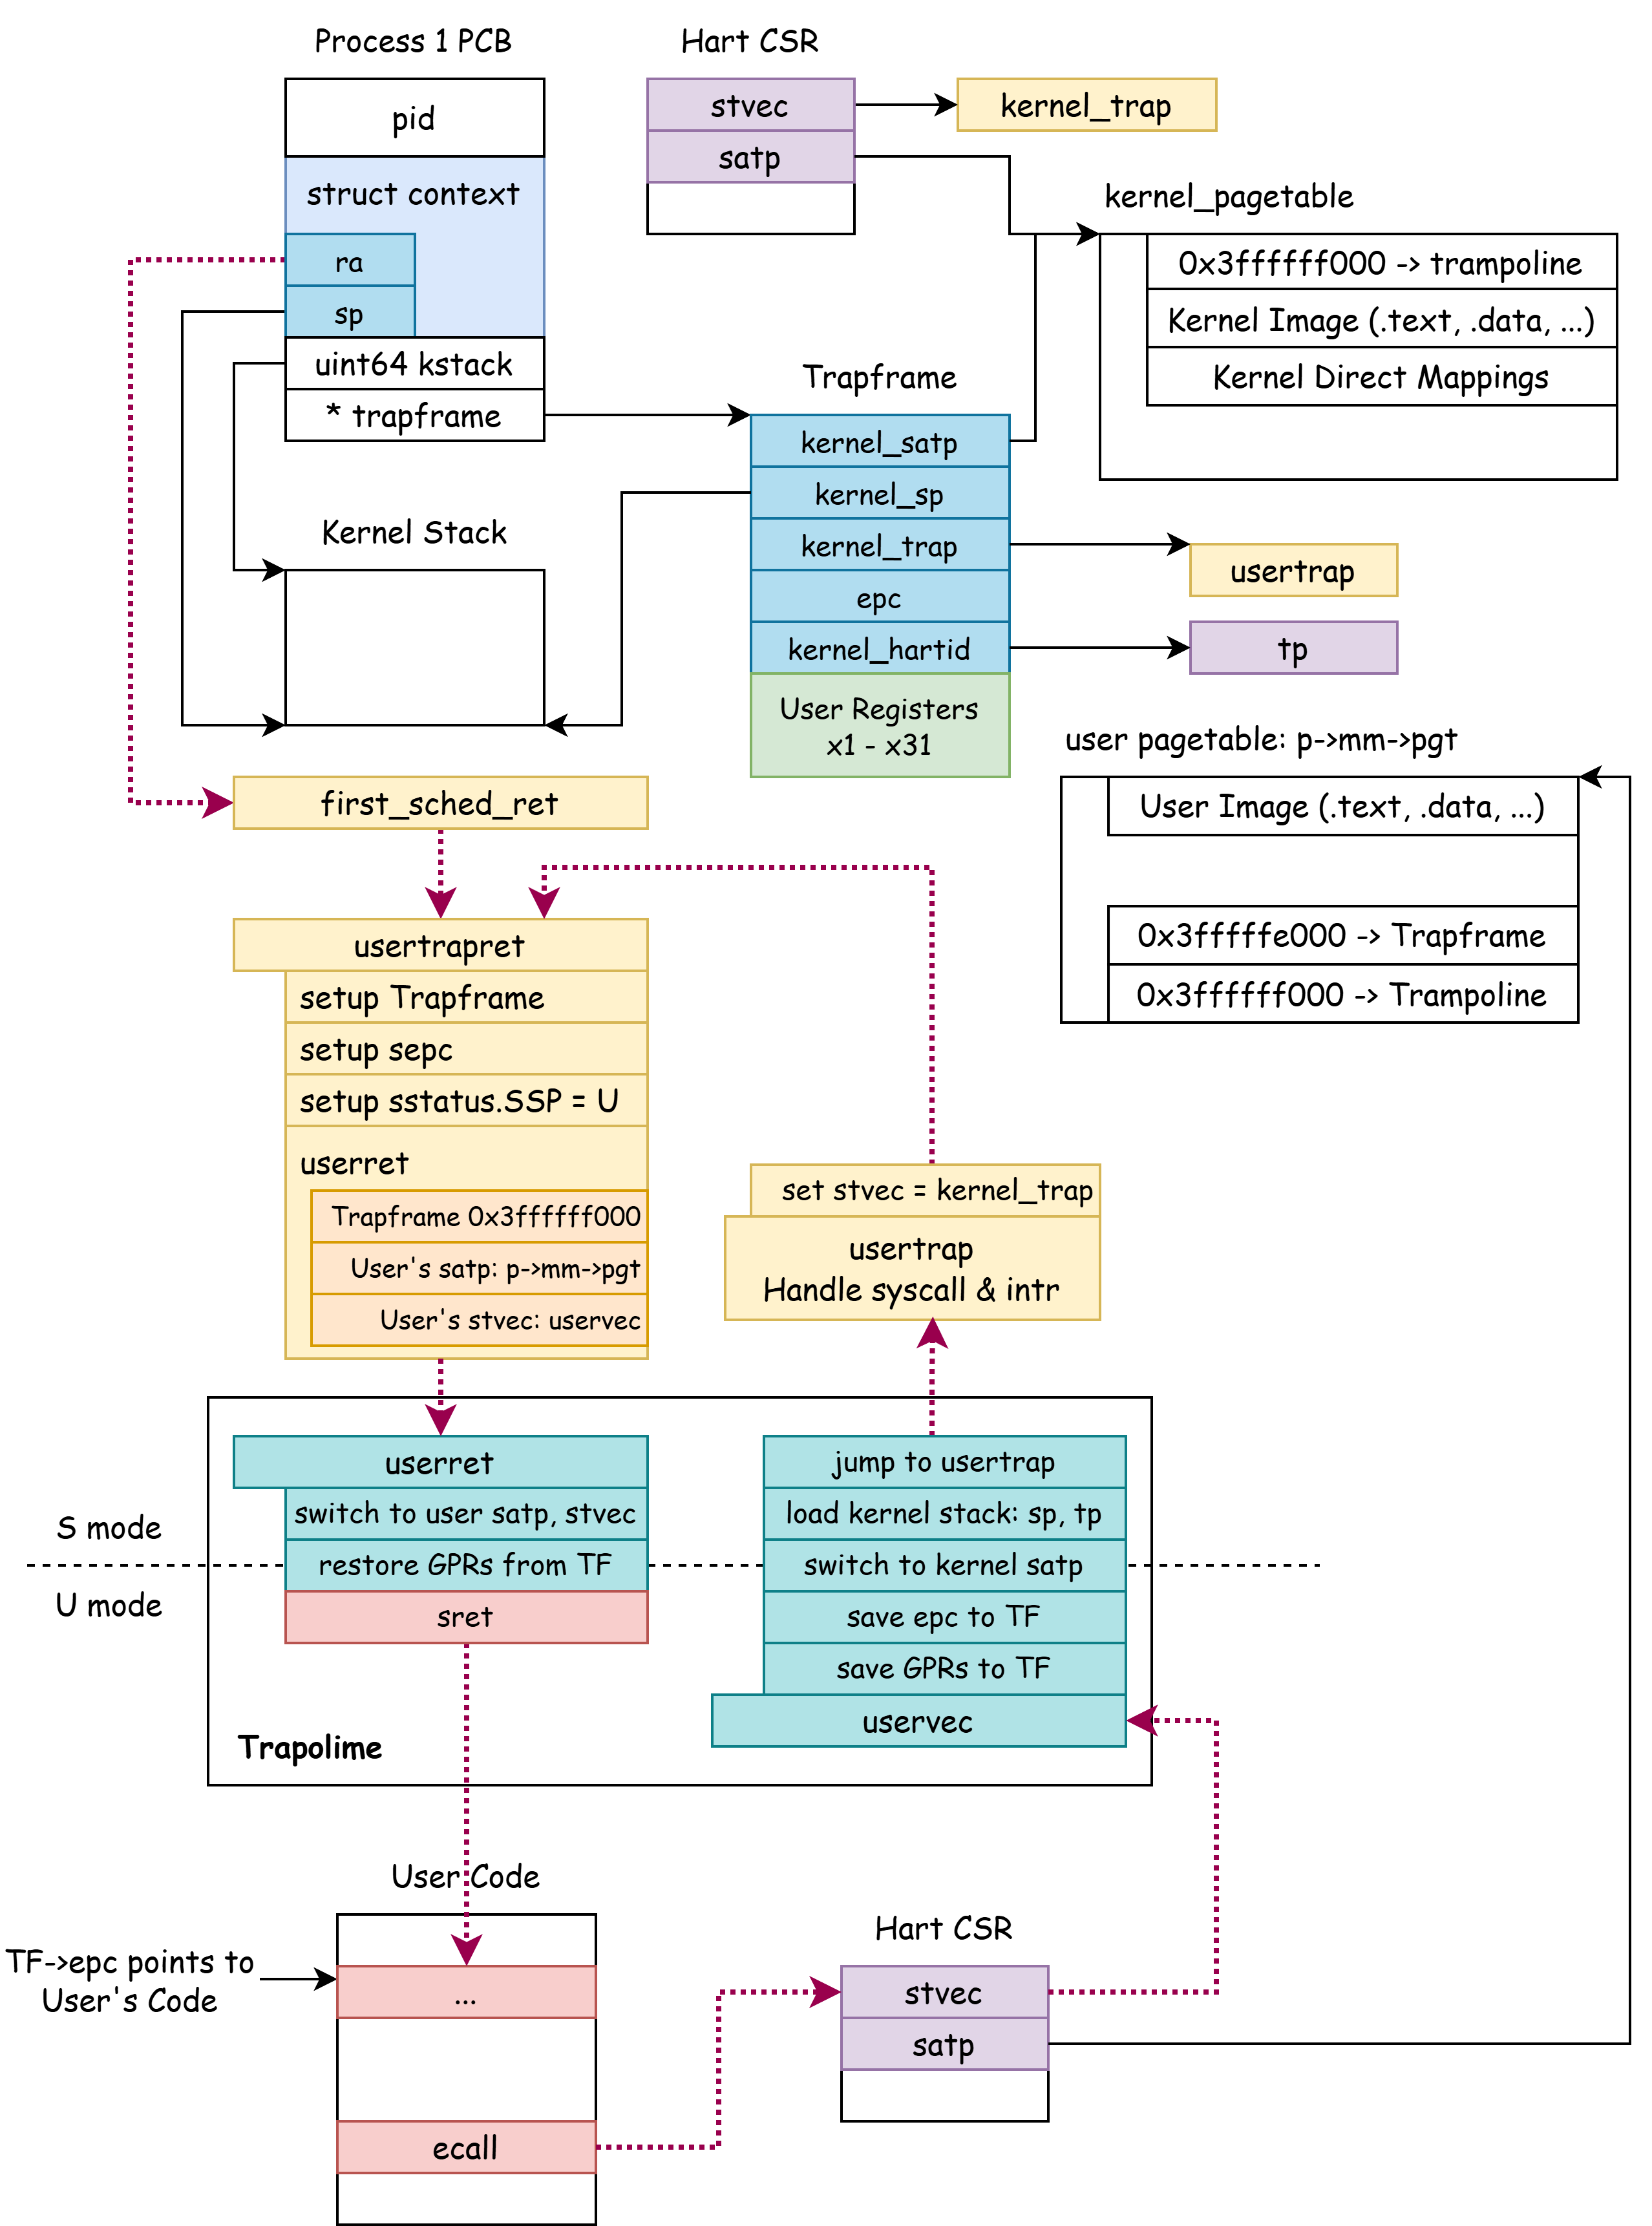 Process 1 PCB
pid
struct context
ra
sp
uint64 kstack
* trapframe
Hart CSR
stvec
satp
kernel_trap
kernel_pagetable
0x3ffffff000 -> trampoline
Kernel Image (.text, .data, ...)
Kernel Direct Mappings
Trapframe
kernel_satp
kernel_sp
kernel_trap
epc
kernel_hartid
User Registers
x1 - x31
usertrap
tp
Kernel Stack
user pagetable: p->mm->pgt
User Image (.text, .data, ...)
0x3fffffe000 -> Trapframe
0x3ffffff000 -> Trampoline
first_sched_ret
usertrapret
setup Trapframe
setup sepc
setup sstatus.SSP = U
userret
Trapframe 0x3ffffff000
User's satp: p->mm->pgt
User's stvec: uservec
set stvec = kernel_trap
usertrap
Handle syscall & intr
userret
switch to user satp, stvec
restore GPRs from TF
sret
jump to usertrap
load kernel stack: sp, tp
switch to kernel satp
save epc to TF
save GPRs to TF
uservec
S mode
U mode
Trapolime
User Code
TF->epc points to
User's Code
...
ecall
Hart CSR
stvec
satp